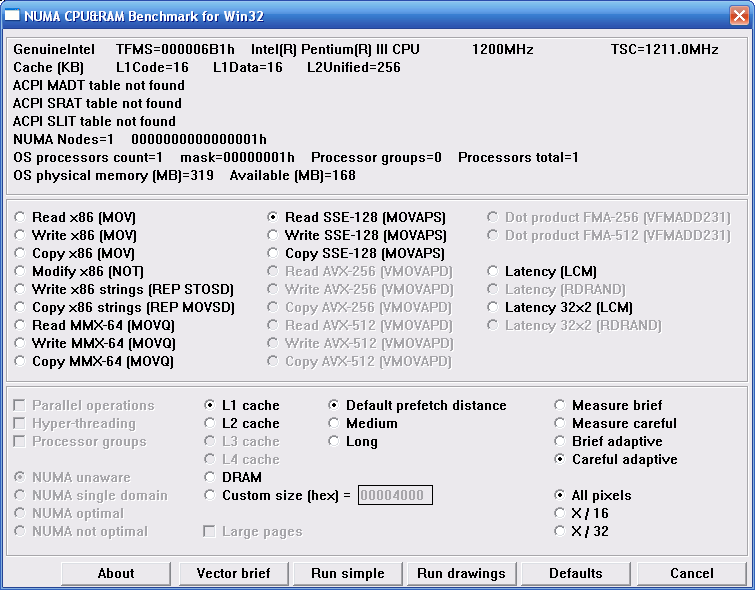 NUMA CPU&RAM Benchmark for Win32
GenuineIntel TFMS=000006B1h Intel(R) Pentium(R) III CPU 1200MHz TSC=1211.0MHz
Cache (KB) L1Code=16 L1Data=16 L2Unified=256
ACPI MADT table not found
ACPI SRAT table not found
ACPI SLIT table not found
NUMA Nodes=1 0000000000000001h
OS processors count=1 mask=00000001h Processor groups=0 Processors total=1
OS physical memory (MB)=319 Available (MB)=168
Read x86 (MOV)
Write x86 (MOV)
Copy x86 (MOV)
Modify x86 (NOT)
Write x86 strings (REP STOSD)
Copy x86 strings (REP MOVSD)
Read MMX-64 (MOVQ)
Write MMX-64 (MOVQ)
Copy MMX-64 (MOVQ)
Read SSE-128 (MOVAPS)
Write SSE-128 (MOVAPS)
Copy SSE-128 (MOVAPS)
Read AVX-256 (VMOVAPD)
Write AVX-256 (VMOVAPD)
Copy AVX-256 (VMOVAPD)
Read AVX-512 (VMOVAPD)
Write AVX-512 (VMOVAPD)
Copy AVX-512 (VMOVAPD)
Dot product FMA-256 (VFMADD231)
Dot product FMA-512 (VFMADD231)
Latency (LCM)
Latency (RDRAND)
Latency 32x2 (LCM)
Latency 32x2 (RDRAND)
Parallel operations
Hyper-threading
Processor groups
NUMA unaware
NUMA single domain
NUMA optimal
NUMA not optimal
L1 cache
L2 cache
L3 cache
L4 cache
DRAM
Custom size (hex) = 00004000
Large pages
Default prefetch distance
Medium
Long
Measure brief
Measure careful
Brief adaptive
Careful adaptive
All pixels
X / 16
X / 32
About Vector brief Run simple Run drawings Defaults Cancel